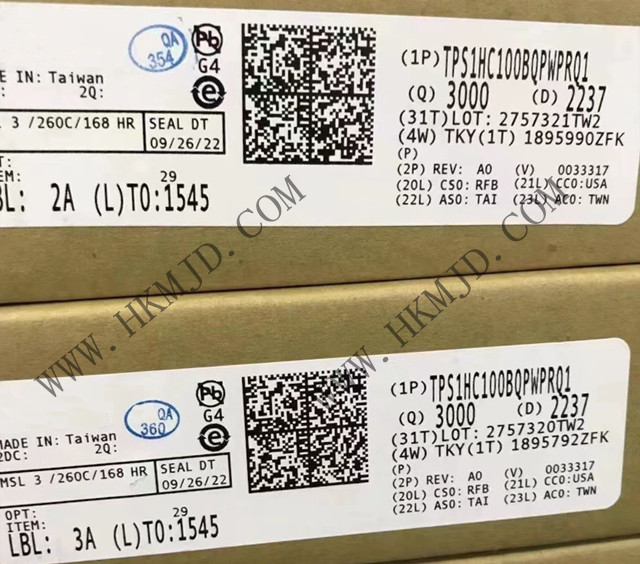 QA
354
Pb
G4
e
E IN: Taiwan
2Q:
3 /260C/168 HR
SEAL DT
09/26/22
29
LBL: 2A (L)TO:1545
(1P) TPS1HC100BQPWPRQ1
(Q) 3000 (D) 2237
(31T)LOT: 2757321TW2
(4W) TKY(1T) 1895990ZFK
(P)
(2P) REV: A0 (V) 0033317
(20L) CSO: RFB (21L) CCO:USA
(22L) ASO: TAI (23L) ACO: TWN
WWW.HKMJD.COM
WWW.HKMJD.COM
QA
360
Pb
G4
e
MADE IN: Taiwan
2DC: 2Q:
MSL 3 /260C/168 HR
SEAL DT
09/26/22
OPT:
ITEM:
29
LBL: 3A (L)TO:1545
(1P) TPS1HC100BQPWPRQ1
(Q) 3000 (D) 2237
(31T)LOT: 2757320TW2
(4W) TKY(1T) 1895792ZFK
(P)
(2P) REV: A0 (V) 0033317
(20L) CSO: RFB (21L) CCO:USA
(22L) ASO: TAI (23L) ACO: TWN